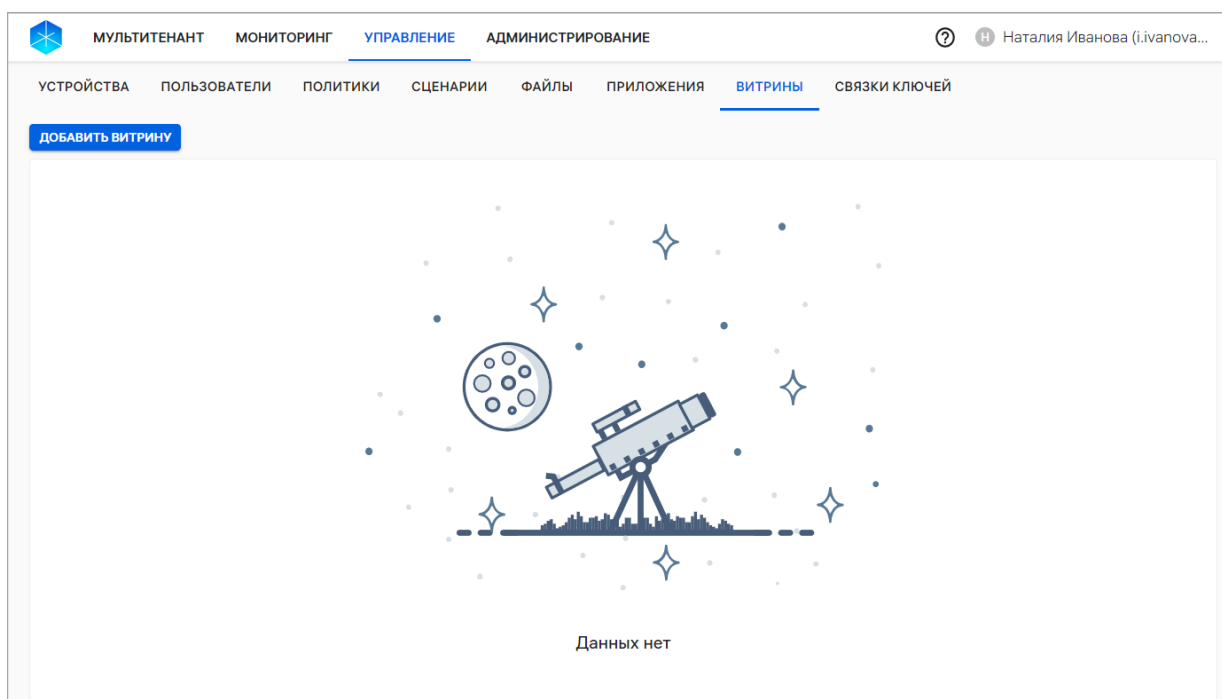 МУЛЬТИТЕНАНТ МОНИТОРИНГ УПРАВЛЕНИЕ АДМИНИСТРИРОВАНИЕ ? Н Наталия Иванова (i.ivanova...
УСТРОЙСТВА ПОЛЬЗОВАТЕЛИ ПОЛИТИКИ СЦЕНАРИИ ФАЙЛЫ ПРИЛОЖЕНИЯ ВИТРИНЫ СВЯЗКИ КЛЮЧЕЙ
ДОБАВИТЬ ВИТРИНУ
Данных нет